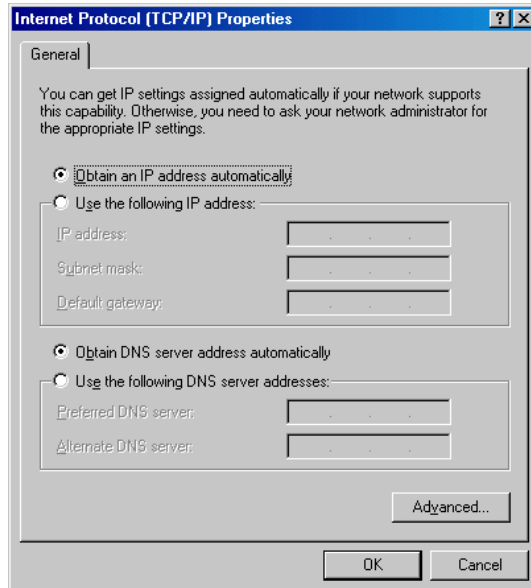 Internet Protocol (TCP/IP) Properties
General
You can get IP settings assigned automatically if your network supports
this capability. Otherwise, you need to ask your network administrator for
the appropriate IP settings.
Obtain an IP address automatically
Use the following IP address:
IP address:
Subnet mask:
Default gateway:
Obtain DNS server address automatically
Use the following DNS server addresses:
Preferred DNS server:
Alternate DNS server:
Advanced...
OK Cancel